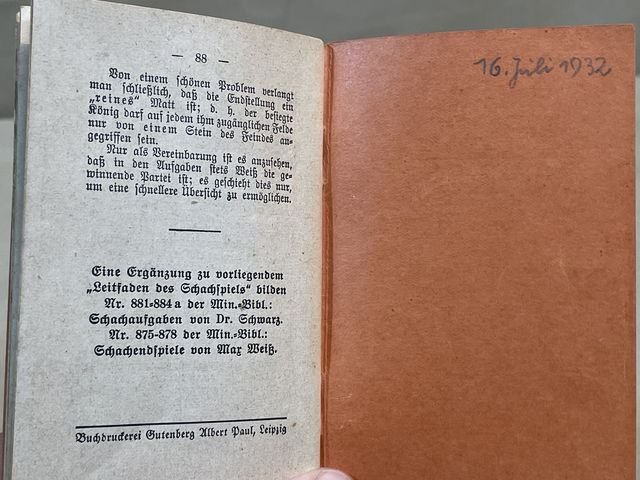 — 88 —
Von einem schönen Problem verlangt
man schließlich, daß die Endstellung ein
„reines" Matt ist; d. h. der besiegte
König darf auf jedem ihm zugänglichen Felde
nur von einem Stein des Feindes an-
gegriffen sein.
Nur als Vereinbarung ist es anzusehen,
daß in den Aufgaben stets Weiß die ge-
winnende Partei ist; es geschieht dies nur,
um eine schnellere Übersicht zu ermöglichen.
Eine Ergänzung zu vorliegendem
„Leitfaden des Schachspiels" bilden
Nr. 881-884a der Min.-Bibl.:
Schachaufgaben von Dr. Schwarz.
Nr. 875-878 der Min.-Bibl.:
Schachendspiele von Max Weiß.
Buchdruckerei Gutenberg Albert Paul, Leipzig
16. Juli 1932